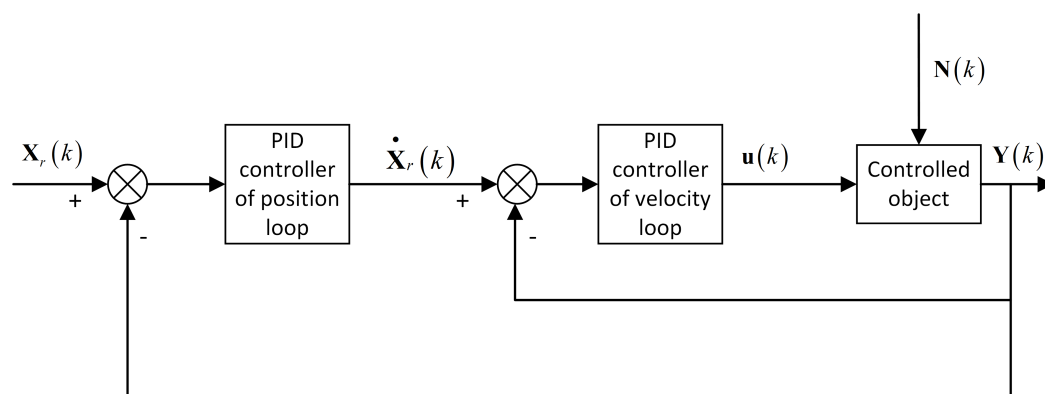 N(k)
X_r(k)
+
-
PID
controller
of position
loop
Ẋ_r(k)
+
-
PID
controller
of velocity
loop
u(k)
Controlled
object
Y(k)